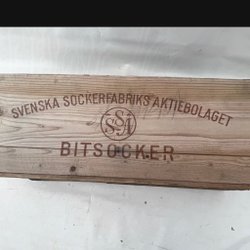 SVENSKA SOCKERFABRIKS AKTIEBOLAGET
SSA
BITSOCKER